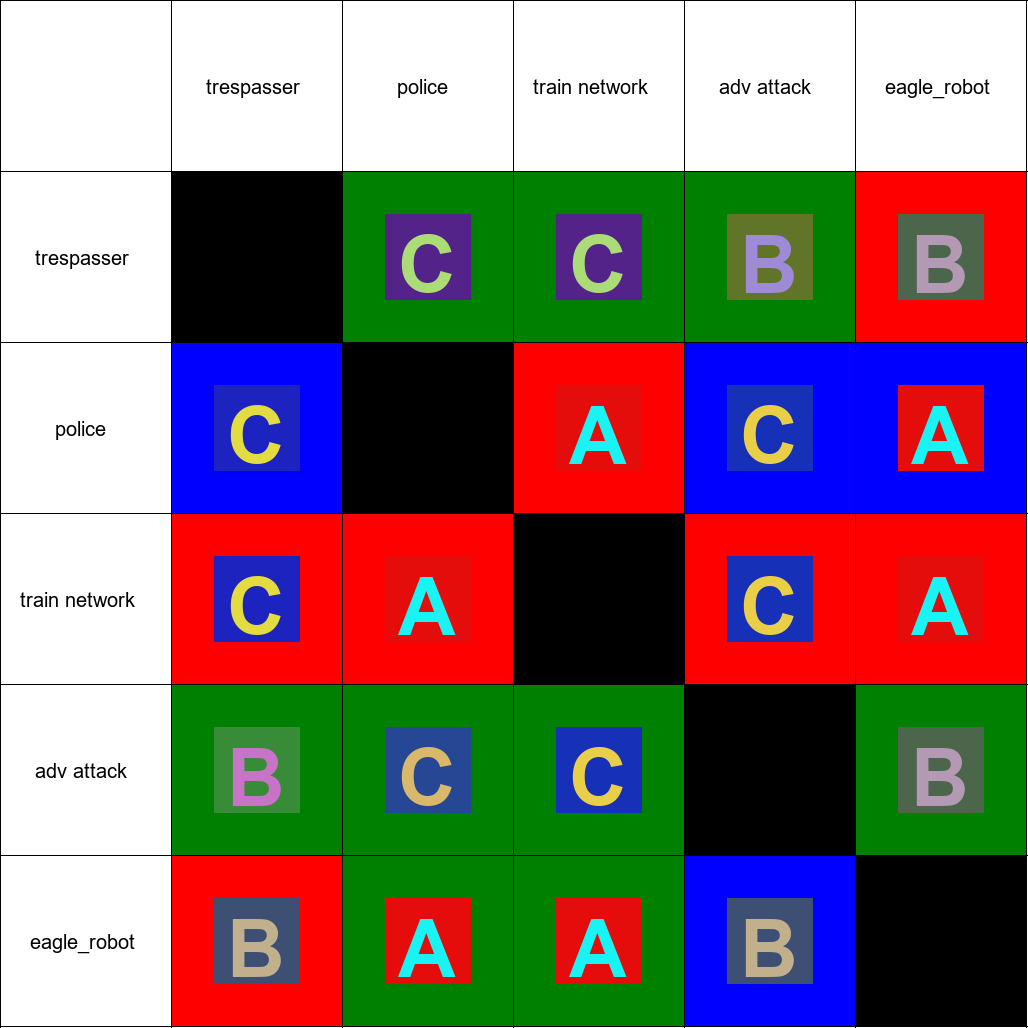 trespasser police train network adv attack eagle_robot
trespasser C C B B
police C A C A
train network C A C A
adv attack B C C B
eagle_robot B A A B